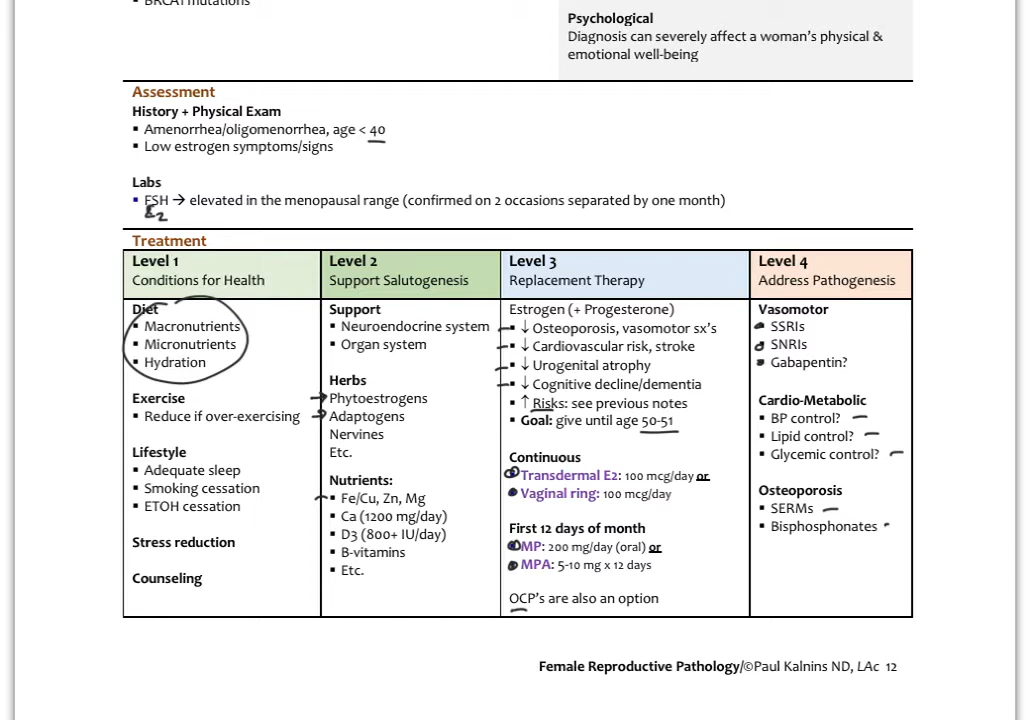 ▪ BRCA1 mutations
Psychological
Diagnosis can severely affect a woman's physical &
emotional well-being
Assessment
History + Physical Exam
▪ Amenorrhea/oligomenorrhea, age < 40
▪ Low estrogen symptoms/signs
Labs
▪ FSH → elevated in the menopausal range (confirmed on 2 occasions separated by one month)
E2
Treatment
Level 1
Conditions for Health
Diet
▪ Macronutrients
▪ Micronutrients
▪ Hydration
Exercise
▪ Reduce if over-exercising
Lifestyle
▪ Adequate sleep
▪ Smoking cessation
▪ ETOH cessation
Stress reduction
Counseling
Level 2
Support Salutogenesis
Support
▪ Neuroendocrine system
▪ Organ system
Herbs
Phytoestrogens
Adaptogens
Nervines
Etc.
Nutrients:
▪ Fe/Cu, Zn, Mg
▪ Ca (1200 mg/day)
▪ D3 (800+ IU/day)
▪ B-vitamins
▪ Etc.
Level 3
Replacement Therapy
Estrogen (+ Progesterone)
▪ ↓ Osteoporosis, vasomotor sx's
▪ ↓ Cardiovascular risk, stroke
▪ ↓ Urogenital atrophy
▪ ↓ Cognitive decline/dementia
▪ ↑ Risks: see previous notes
▪ Goal: give until age 50-51
Continuous
▪ Transdermal E2: 100 mcg/day or
▪ Vaginal ring: 100 mcg/day
First 12 days of month
▪ MP: 200 mg/day (oral) or
▪ MPA: 5-10 mg x 12 days
OCP's are also an option
Level 4
Address Pathogenesis
Vasomotor
▪ SSRIs
▪ SNRIs
▪ Gabapentin?
Cardio-Metabolic
▪ BP control?
▪ Lipid control?
▪ Glycemic control?
Osteoporosis
▪ SERMs
▪ Bisphosphonates
Female Reproductive Pathology/©Paul Kalnins ND, LAc 12